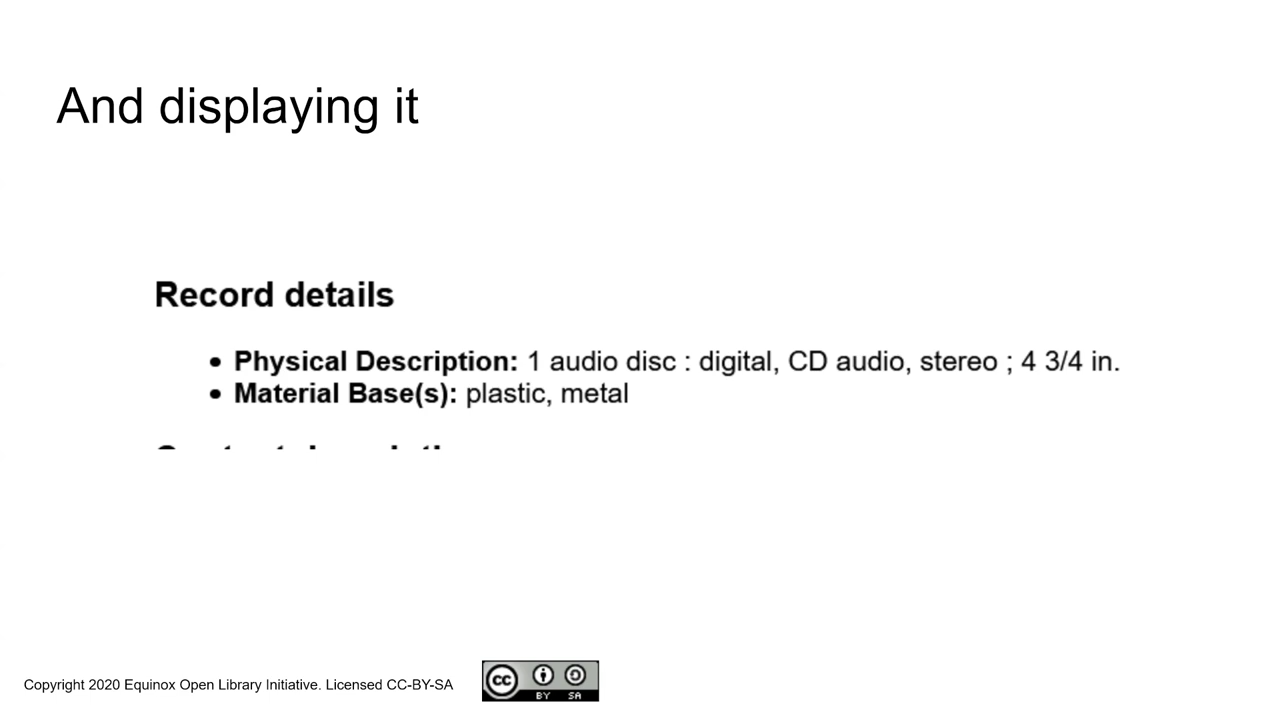 And displaying it
Record details
• Physical Description: 1 audio disc : digital, CD audio, stereo ; 4 3/4 in.
• Material Base(s): plastic, metal
Copyright 2020 Equinox Open Library Initiative. Licensed CC-BY-SA
cc
BY SA